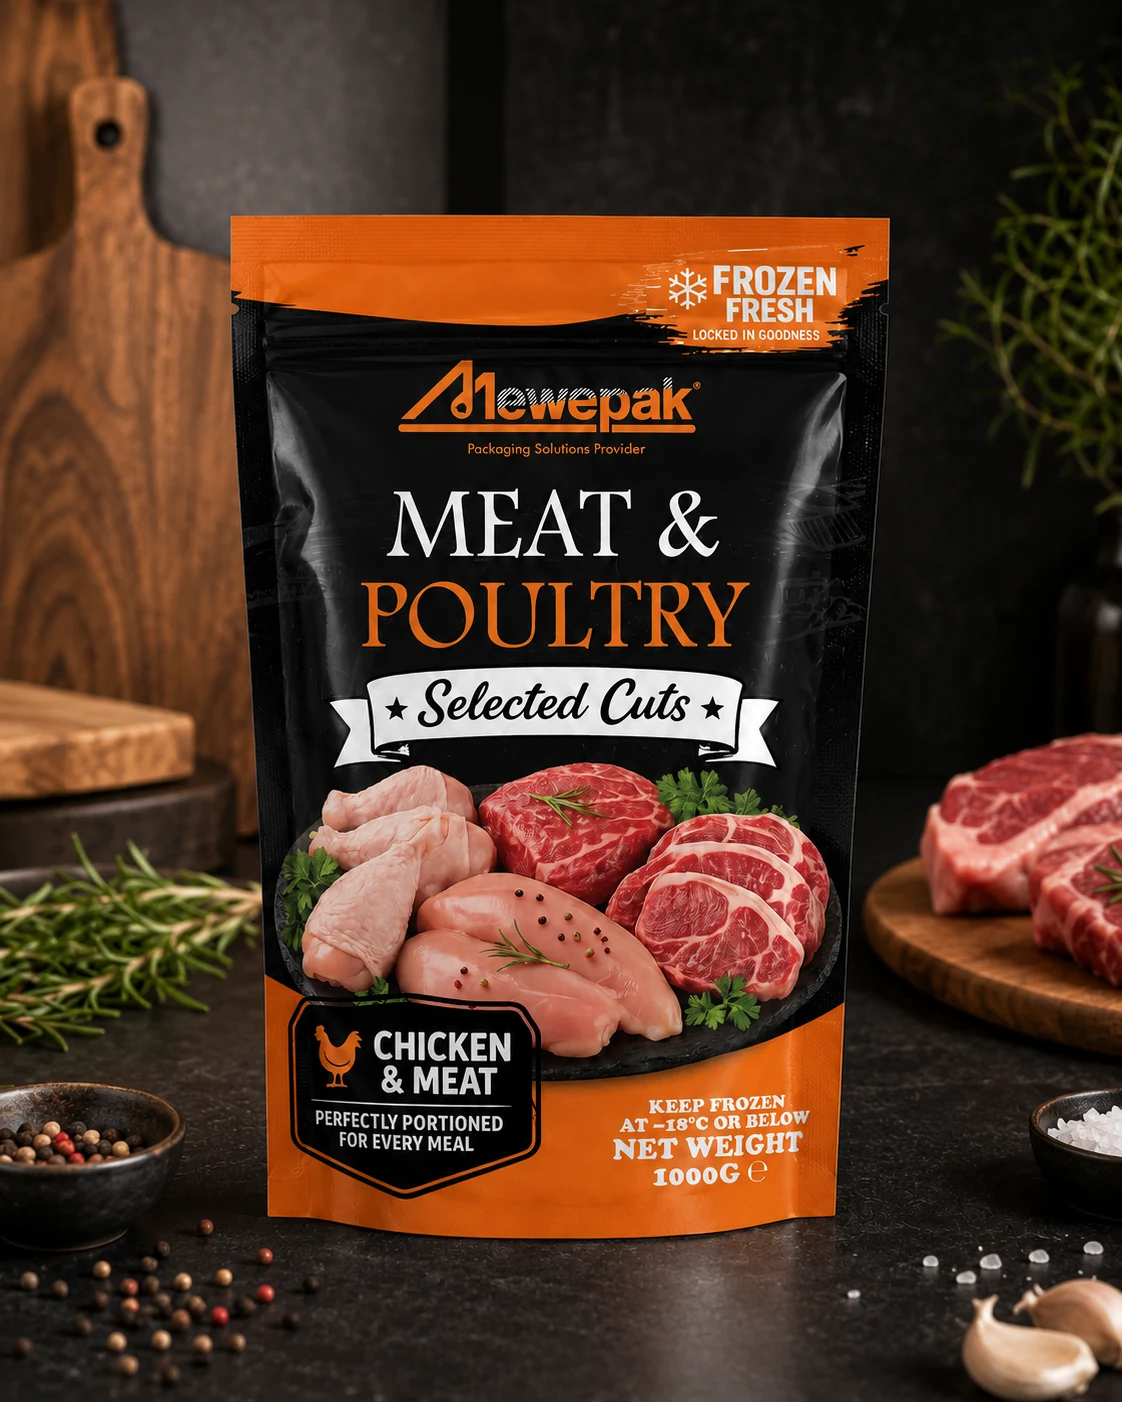 FROZEN
FRESH
LOCKED IN GOODNESS
Mewepak®
Packaging Solutions Provider
MEAT &
POULTRY
★ Selected Cuts ★
CHICKEN
& MEAT
PERFECTLY PORTIONED
FOR EVERY MEAL
KEEP FROZEN
AT –18°C OR BELOW
NET WEIGHT
1000G ℮